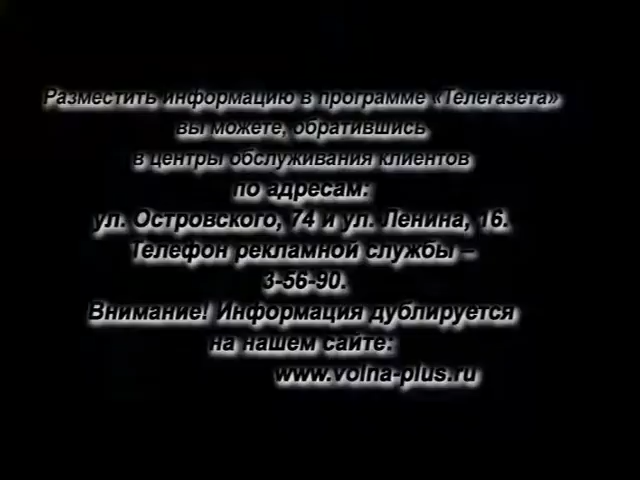 Разместить информацию в программе «Телегазета»
вы можете, обратившись
в центры обслуживания клиентов
по адресам:
ул. Островского, 74 и ул. Ленина, 16.
Телефон рекламной службы –
3-56-90.
Внимание! Информация дублируется
на нашем сайте:
www.volna-plus.ru